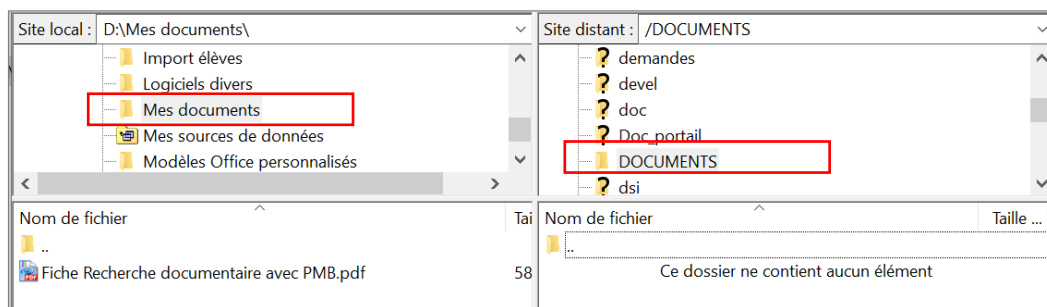 Site local : D:\Mes documents\
Import élèves
Logiciels divers
Mes documents
Mes sources de données
Modèles Office personnalisés
Nom de fichier Tai
..
Fiche Recherche documentaire avec PMB.pdf 58
Site distant : /DOCUMENTS
demandes
devel
doc
Doc_portail
DOCUMENTS
dsi
Nom de fichier Taille ...
..
Ce dossier ne contient aucun élément